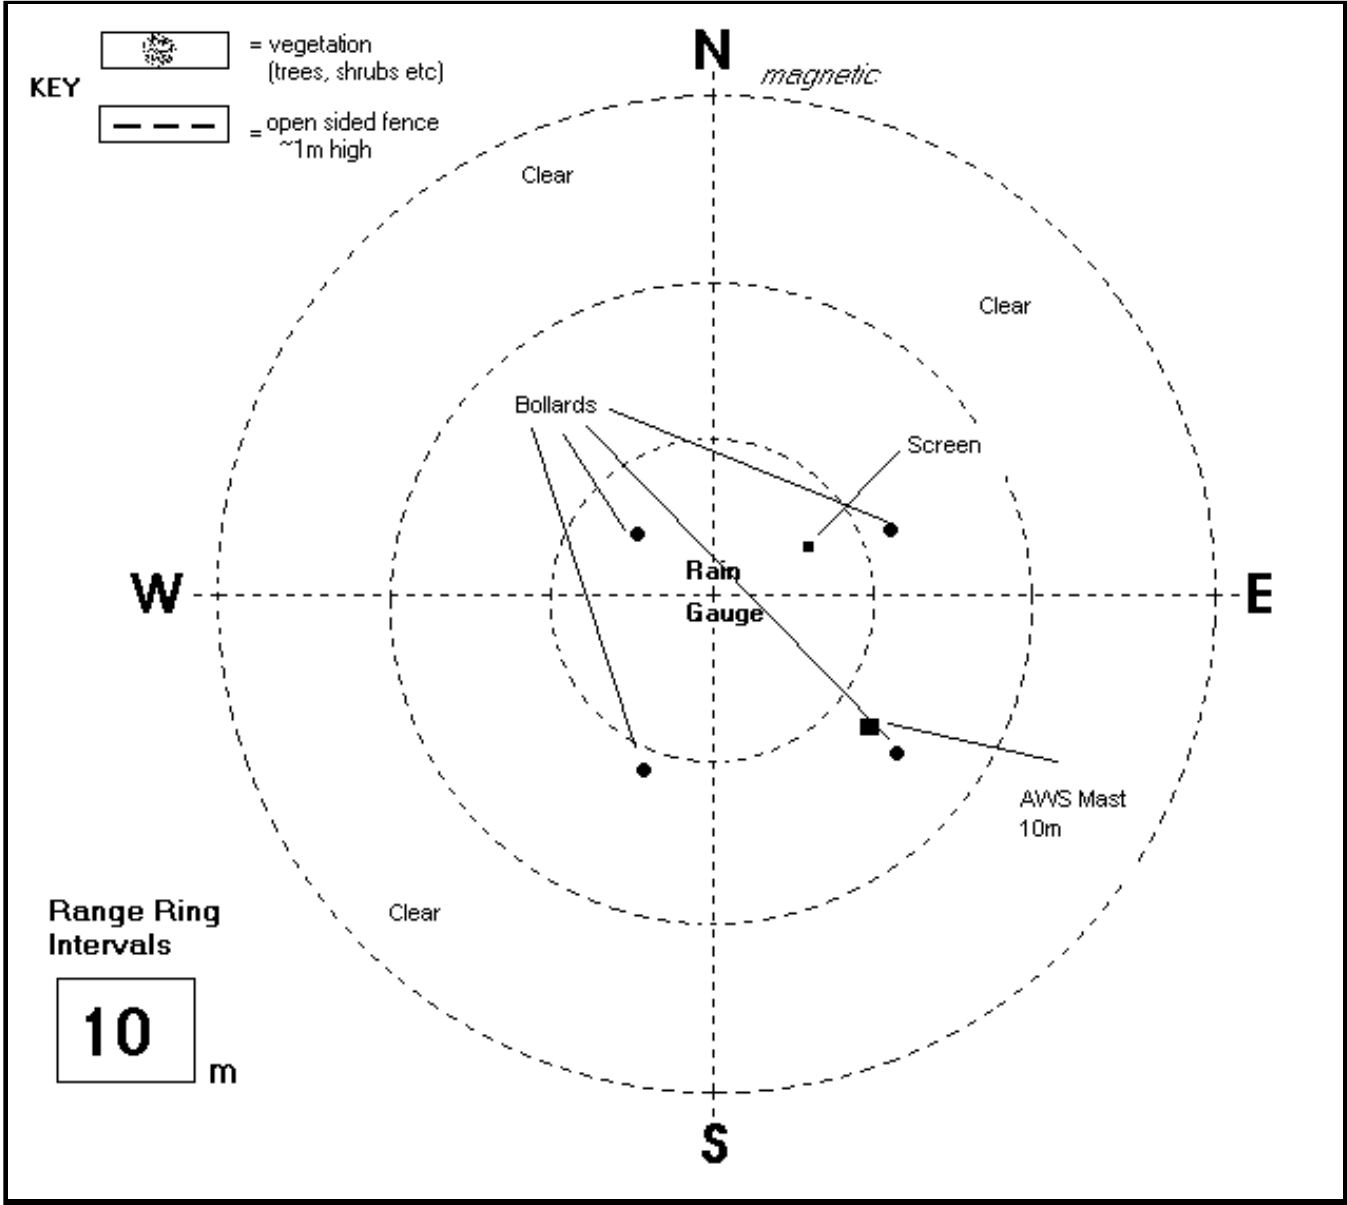 KEY
= vegetation
(trees, shrubs etc)
= open sided fence
~1m high
N
magnetic
Clear
Clear
Bollards
Screen
Rain
Gauge
W
E
AWS Mast
10m
Clear
Range Ring
Intervals
10
m
S